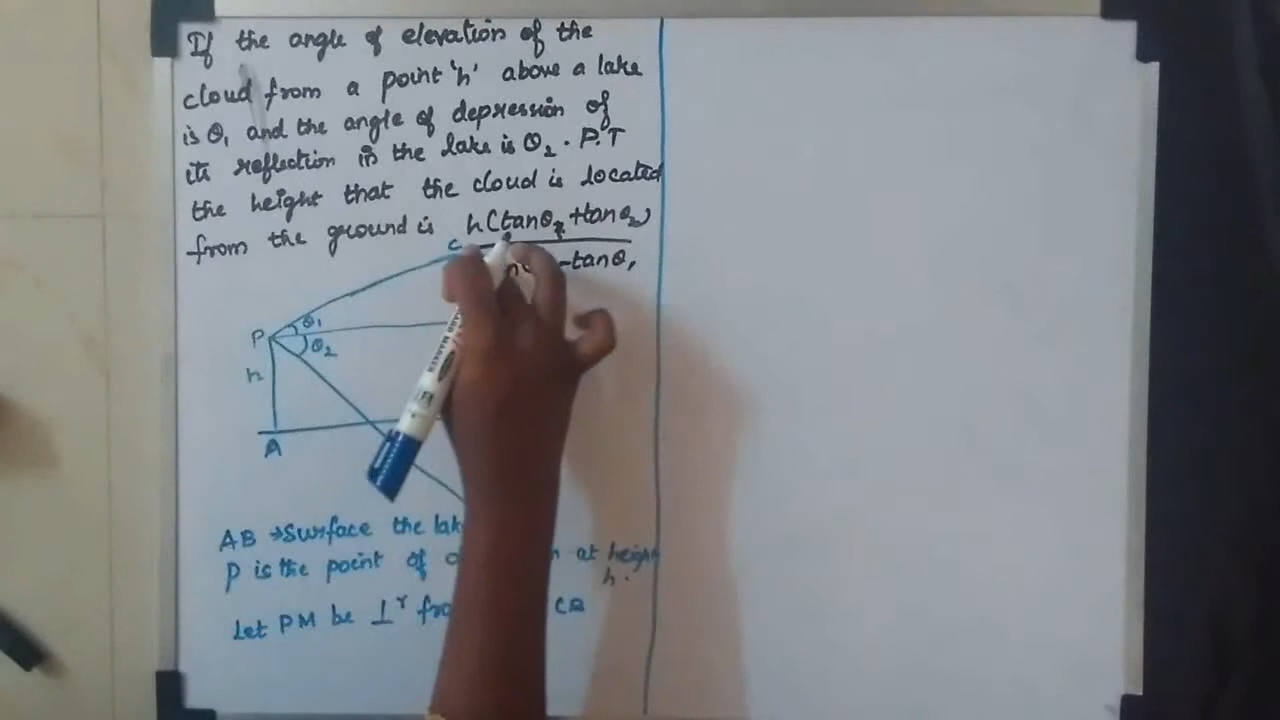 If the angle of elevation of the
cloud from a point 'h' above a lake
is θ₁ and the angle of depression of
its reflection in the lake is θ₂. P.T
the height that the cloud is located
from the ground is h(tanθ₁+tanθ₂)
-tanθ₁
C
P θ₁
θ₂
h
A
AB → Surface the
P is the point of at height
h.
Let PM be ⊥ʳ CB